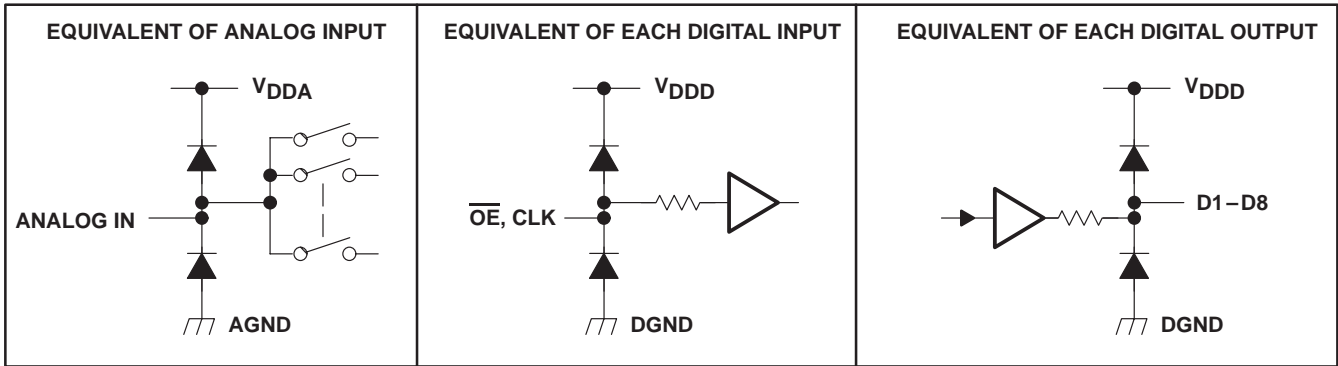 EQUIVALENT OF ANALOG INPUT
VDDA
ANALOG IN
AGND
EQUIVALENT OF EACH DIGITAL INPUT
VDDD
O̅E̅, CLK
DGND
EQUIVALENT OF EACH DIGITAL OUTPUT
VDDD
D1–D8
DGND